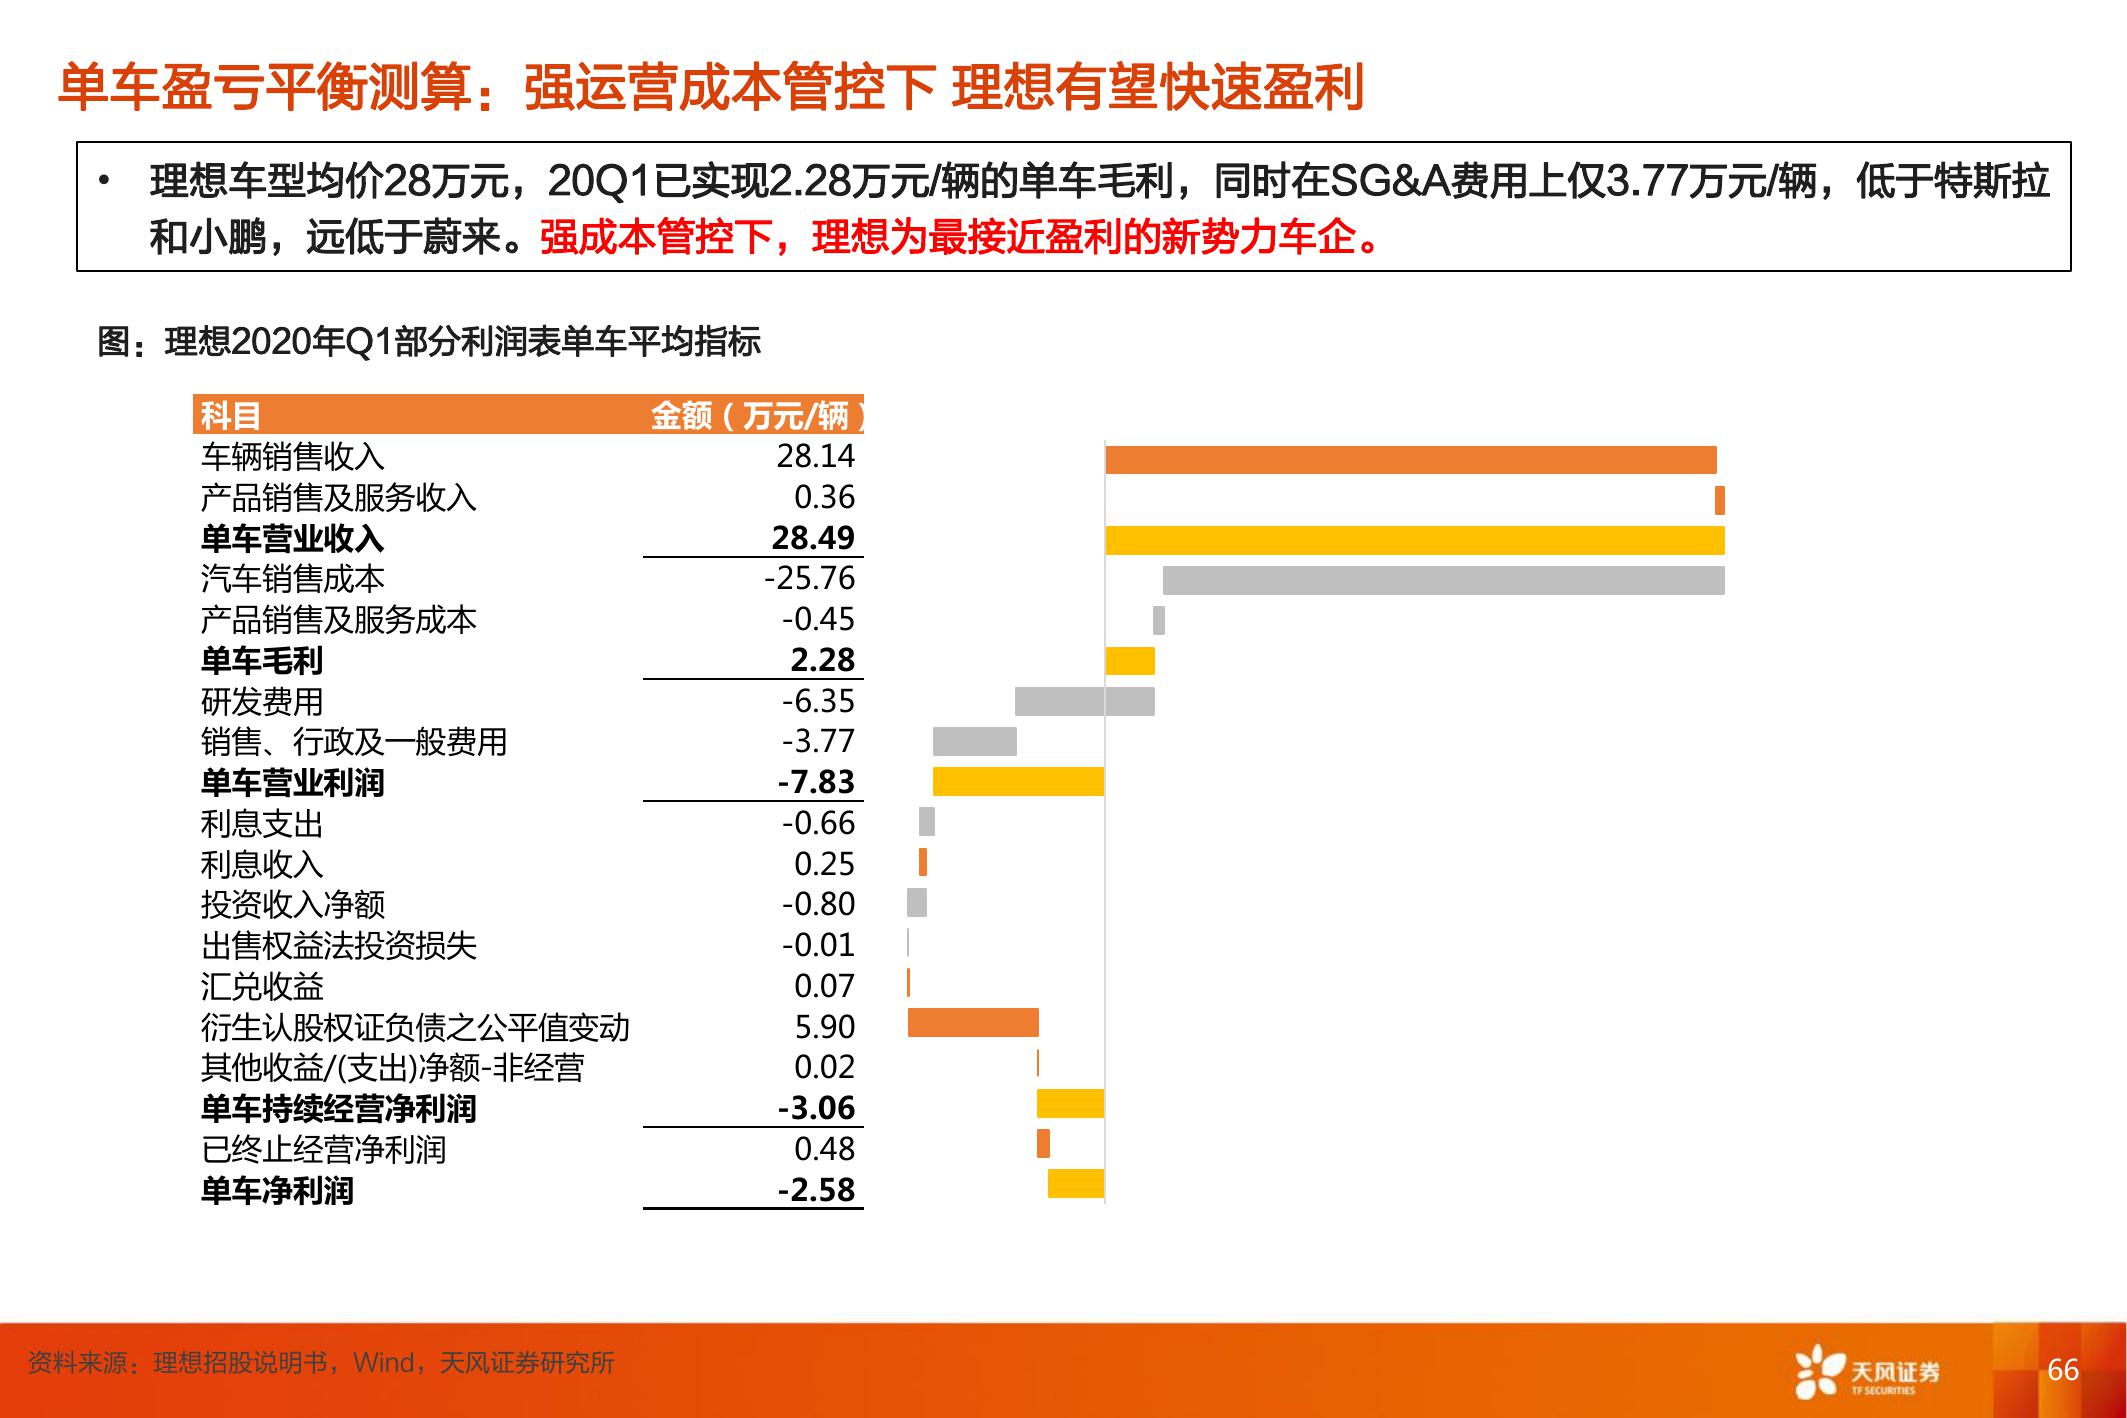 单车盈亏平衡测算：强运营成本管控下 理想有望快速盈利
• 理想车型均价28万元，20Q1已实现2.28万元/辆的单车毛利，同时在SG&A费用上仅3.77万元/辆，低于特斯拉
和小鹏，远低于蔚来。强成本管控下，理想为最接近盈利的新势力车企。
图：理想2020年Q1部分利润表单车平均指标
科目 金额（万元/辆）
车辆销售收入 28.14
产品销售及服务收入 0.36
单车营业收入 28.49
汽车销售成本 -25.76
产品销售及服务成本 -0.45
单车毛利 2.28
研发费用 -6.35
销售、行政及一般费用 -3.77
单车营业利润 -7.83
利息支出 -0.66
利息收入 0.25
投资收入净额 -0.80
出售权益法投资损失 -0.01
汇兑收益 0.07
衍生认股权证负债之公平值变动 5.90
其他收益/(支出)净额-非经营 0.02
单车持续经营净利润 -3.06
已终止经营净利润 0.48
单车净利润 -2.58
资料来源：理想招股说明书，Wind，天风证券研究所
天风证券
TF SECURITIES
66